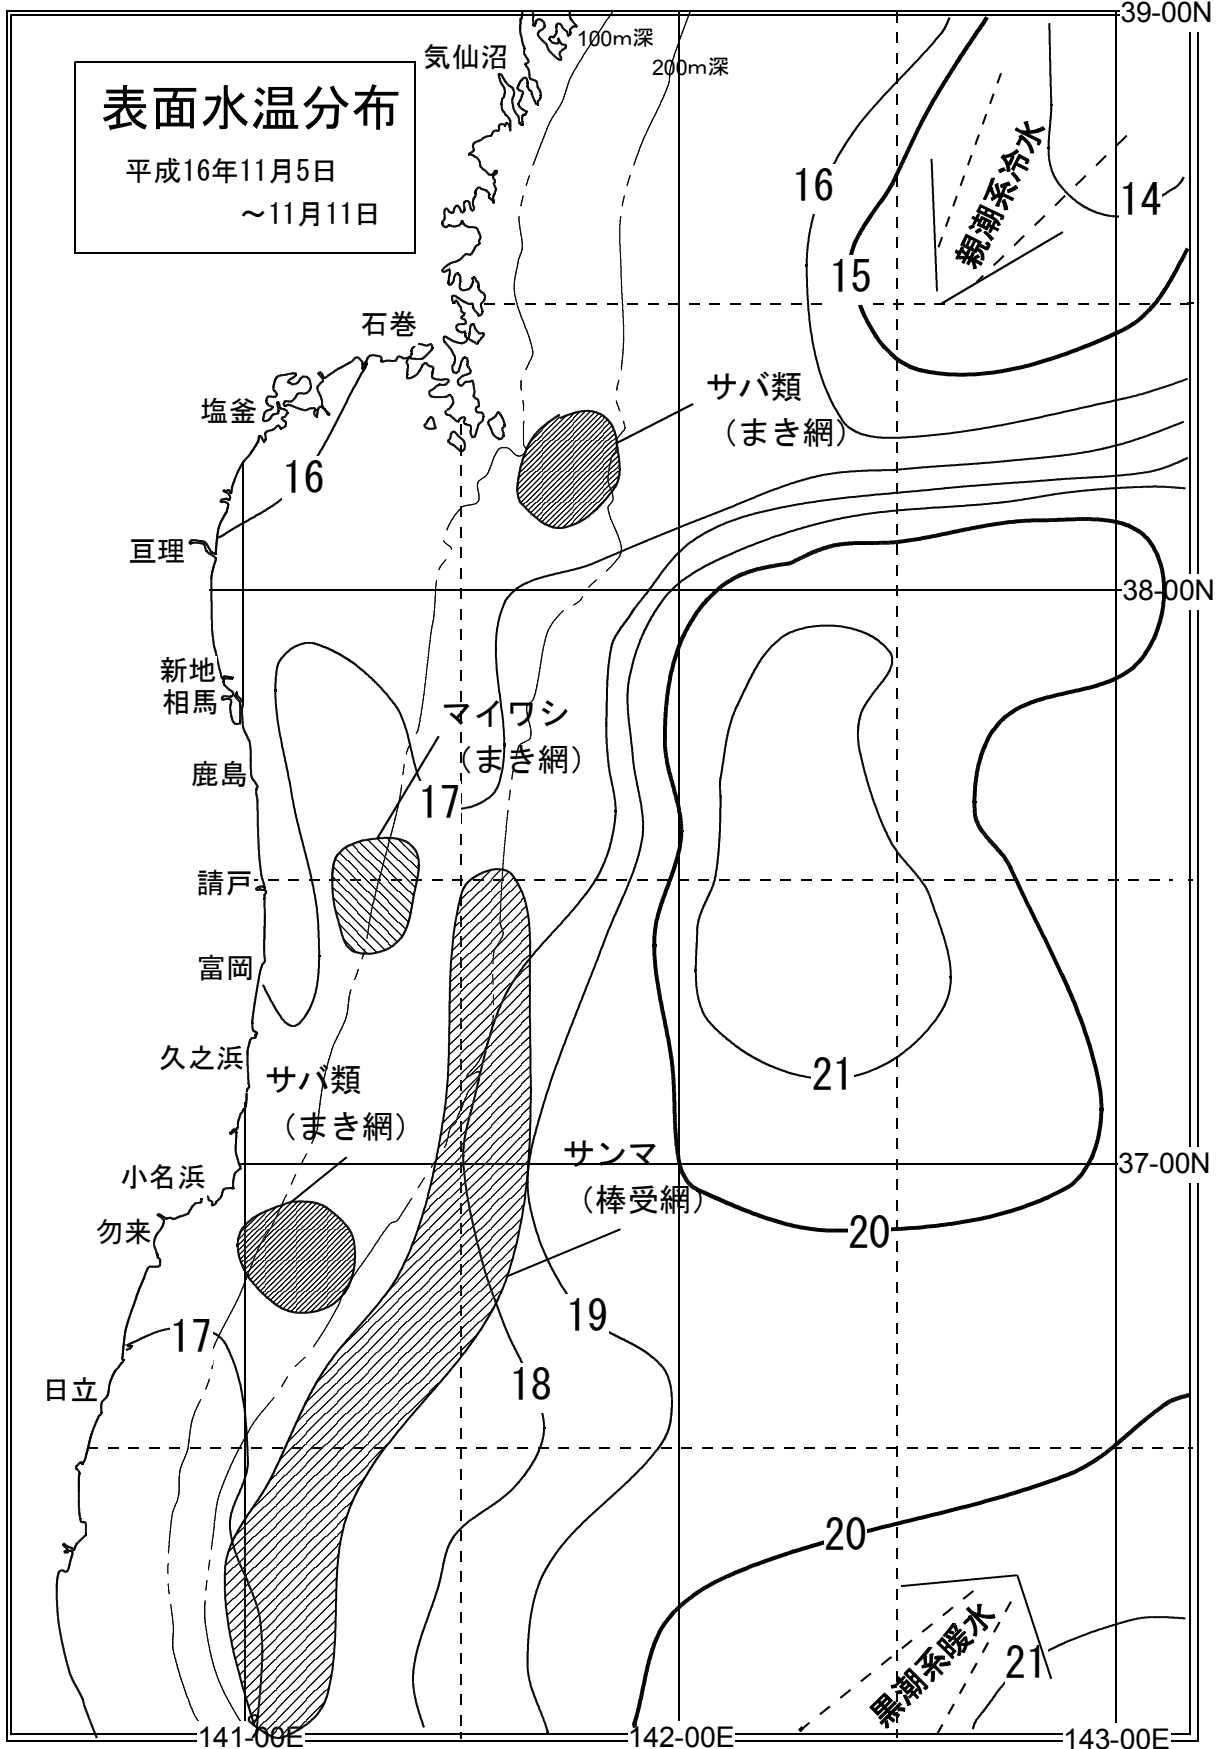 39-00N
100m深
気仙沼
200m深
表面水温分布
平成16年11月5日
～11月11日
親潮系冷水
16
14
15
石巻
サバ類
（まき網）
塩釜
16
亘理
38-00N
新地
相馬
マイワシ
（まき網）
鹿島
17
請戸
富岡
久之浜
サバ類
（まき網）
21
サンマ
（棒受網）
37-00N
小名浜
勿来
20
19
17
18
日立
20
黒潮系暖水
21
141-00E
142-00E
143-00E